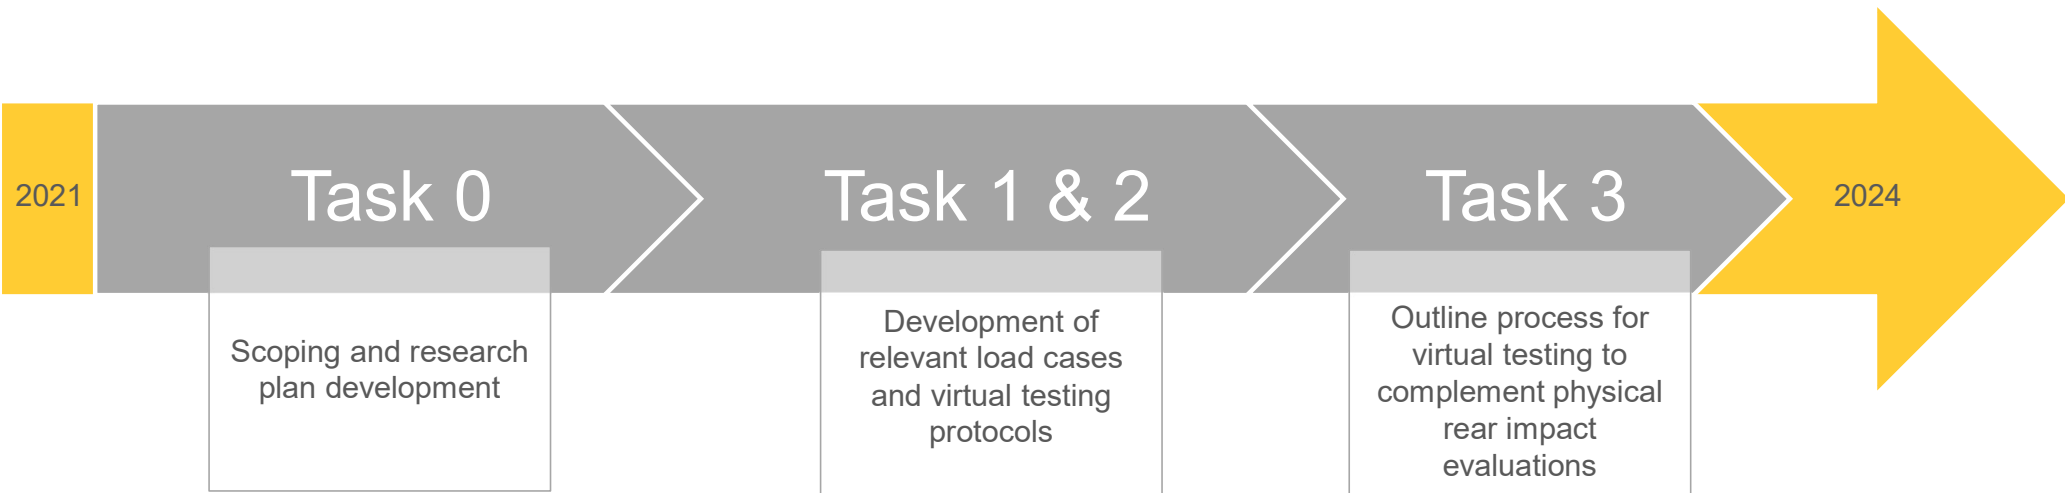 2021
Task 0
Scoping and research
plan development
Task 1 & 2
Development of
relevant load cases
and virtual testing
protocols
Task 3
Outline process for
virtual testing to
complement physical
rear impact
evaluations
2024